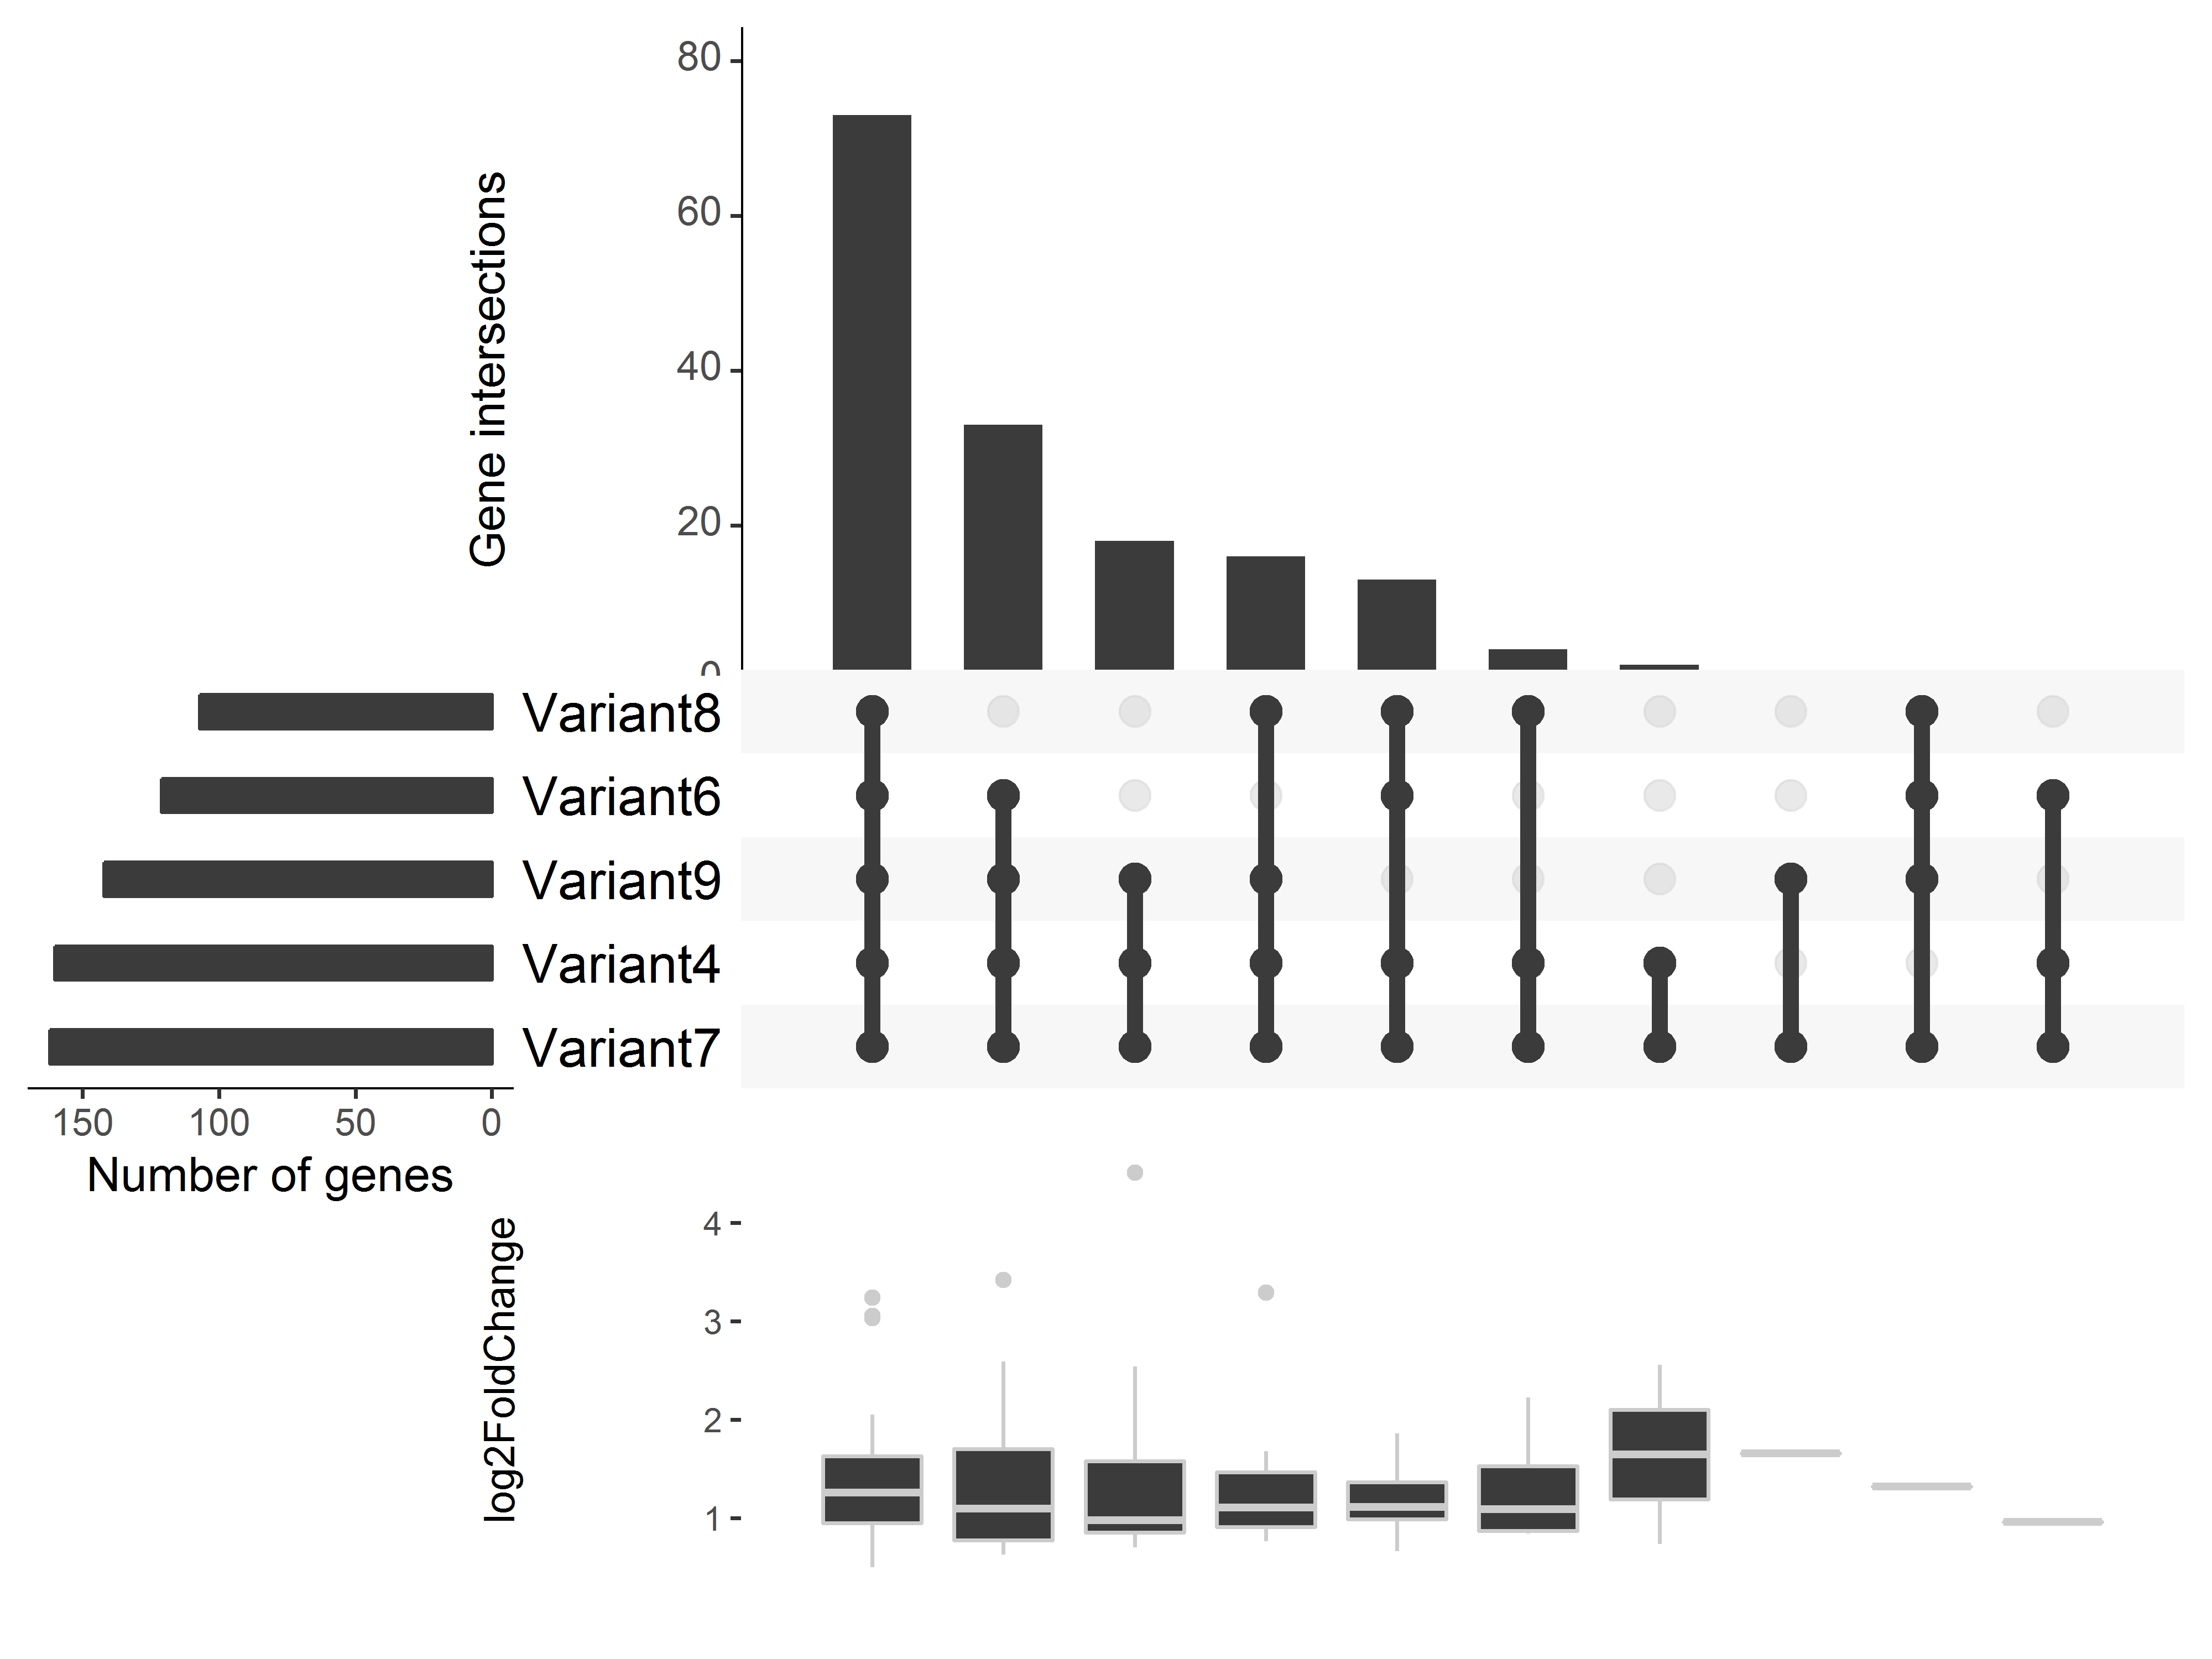 80
60
40
20
0
Gene intersections
Variant8
Variant6
Variant9
Variant4
Variant7
150 100 50 0
Number of genes
4
3
2
1
log2FoldChange